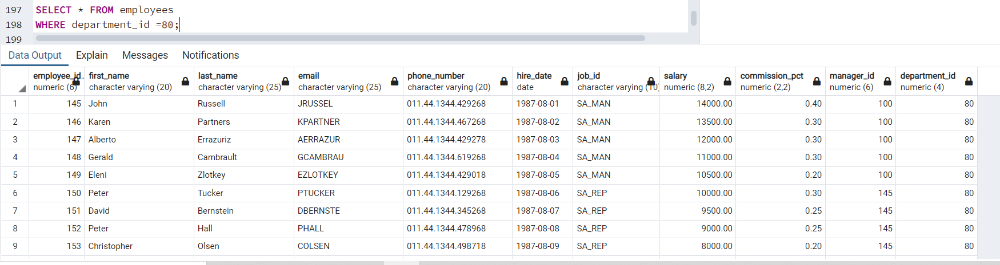 197 SELECT * FROM employees
198 WHERE department_id =80;
199
Data Output Explain Messages Notifications
employee_id.. first_name last_name email phone_number hire_date job_id salary commission_pct manager_id department_id
numeric (6) character varying (20) character varying (25) character varying (25) character varying (20) date character varying (10) numeric (8,2) numeric (2,2) numeric (6) numeric (4)
1 145 John Russell JRUSSEL 011.44.1344.429268 1987-08-01 SA_MAN 14000.00 0.40 100 80
2 146 Karen Partners KPARTNER 011.44.1344.467268 1987-08-02 SA_MAN 13500.00 0.30 100 80
3 147 Alberto Errazuriz AERRAZUR 011.44.1344.429278 1987-08-03 SA_MAN 12000.00 0.30 100 80
4 148 Gerald Cambrault GCAMBRAU 011.44.1344.619268 1987-08-04 SA_MAN 11000.00 0.30 100 80
5 149 Eleni Zlotkey EZLOTKEY 011.44.1344.429018 1987-08-05 SA_MAN 10500.00 0.20 100 80
6 150 Peter Tucker PTUCKER 011.44.1344.129268 1987-08-06 SA_REP 10000.00 0.30 145 80
7 151 David Bernstein DBERNSTE 011.44.1344.345268 1987-08-07 SA_REP 9500.00 0.25 145 80
8 152 Peter Hall PHALL 011.44.1344.478968 1987-08-08 SA_REP 9000.00 0.25 145 80
9 153 Christopher Olsen COLSEN 011.44.1344.498718 1987-08-09 SA_REP 8000.00 0.20 145 80